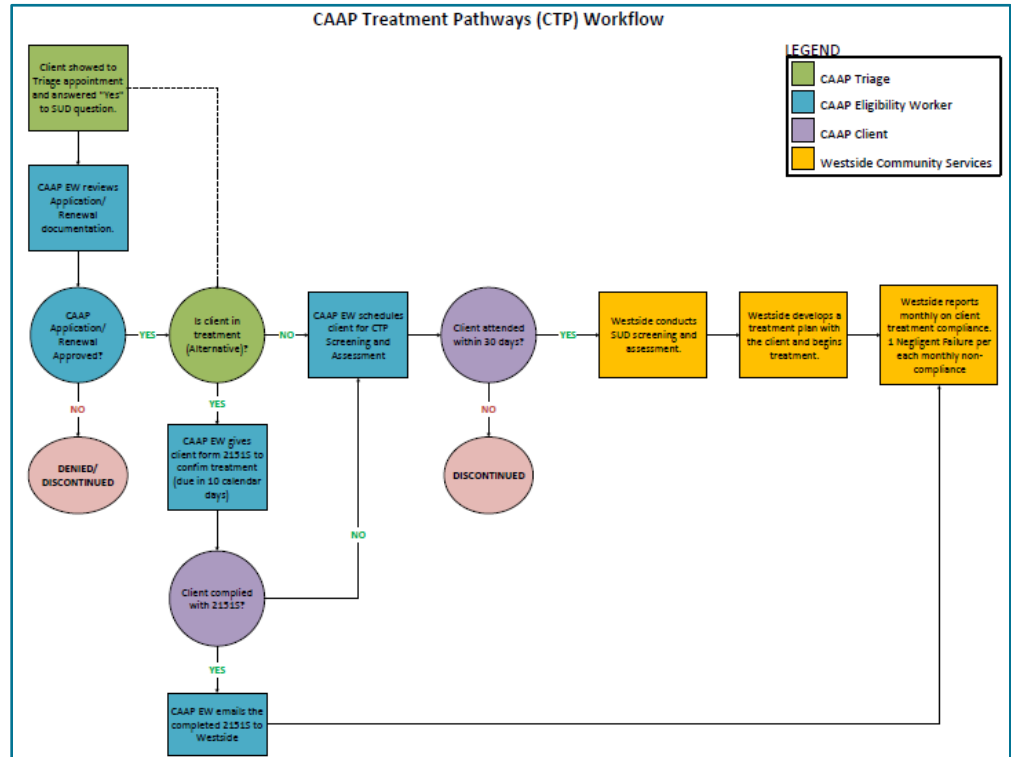 CAAP Treatment Pathways (CTP) Workflow
LEGEND
CAAP Triage
CAAP Eligibility Worker
CAAP Client
Westside Community Services
Client showed to
Triage appointment
and answered "Yes"
to SUD question.
CAAP EW reviews
Application/
Renewal
documentation.
CAAP
Application/
Renewal
Approved?
YES
Is client in
treatment
(Alternative)?
NO
CAAP EW schedules
client for CTP
Screening and
Assessment
Client attended
within 30 days?
YES
Westside conducts
SUD screening and
assessment.
Westside develops a
treatment plan with
the client and begins
treatment.
Westside reports
monthly on client
treatment compliance.
1 Negligent Failure per
each monthly non-
compliance
NO
DENIED/
DISCONTINUED
YES
CAAP EW gives
client form 2151S to
confim treatment
(due in 10 calendar
days)
NO
DISCONTINUED
NO
Client complied
with 2151S?
YES
CAAP EW emails the
completed 2151S to
Westside